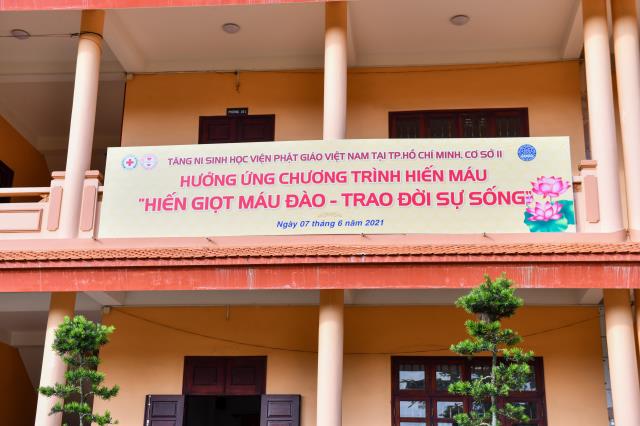 TĂNG NI SINH HỌC VIỆN PHẬT GIÁO VIỆT NAM TẠI TP.HỒ CHÍ MINH. CƠ SỞ II
HƯỞNG ỨNG CHƯƠNG TRÌNH HIẾN MÁU
"HIẾN GIỌT MÁU ĐÀO - TRAO ĐỜI SỰ SỐNG"
Ngày 07 tháng 6 năm 2021